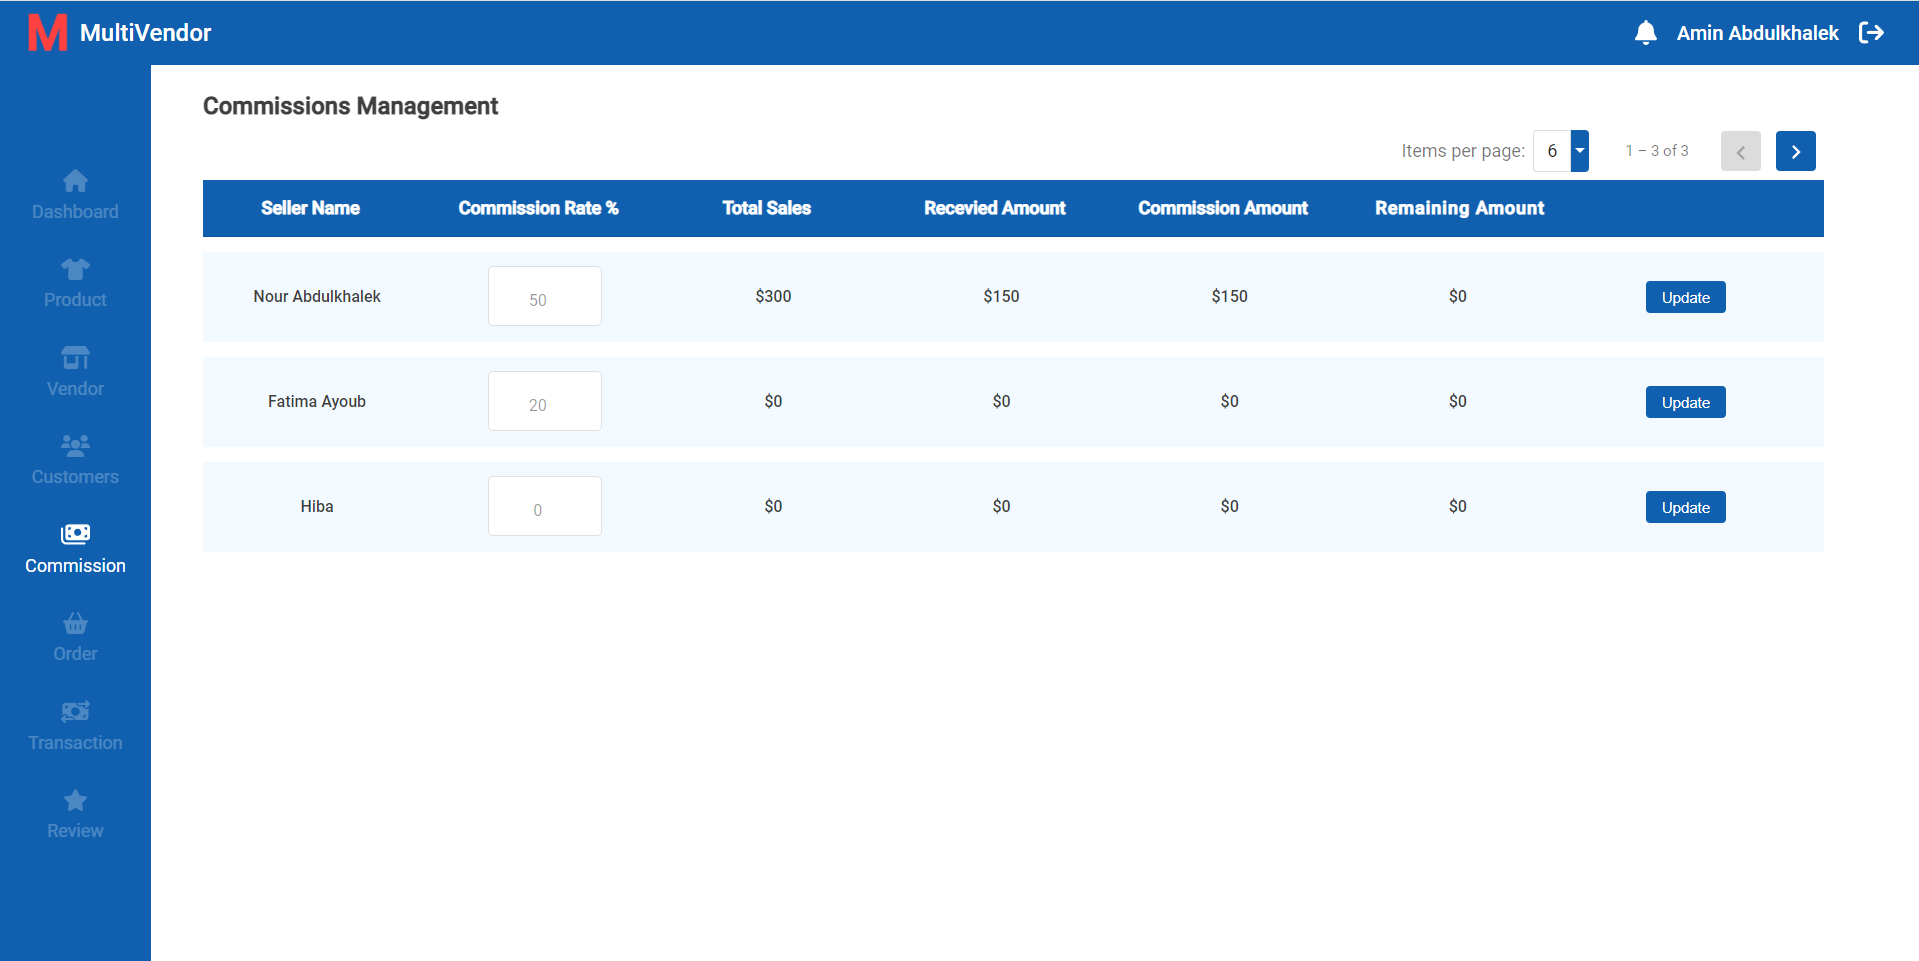 M MultiVendor
Amin Abdulkhalek
Commissions Management
Items per page: 6 1 – 3 of 3
Seller Name Commission Rate % Total Sales Recevied Amount Commission Amount Remaining Amount
Nour Abdulkhalek 50 $300 $150 $150 $0 Update
Fatima Ayoub 20 $0 $0 $0 $0 Update
Hiba 0 $0 $0 $0 $0 Update
Dashboard
Product
Vendor
Customers
Commission
Order
Transaction
Review